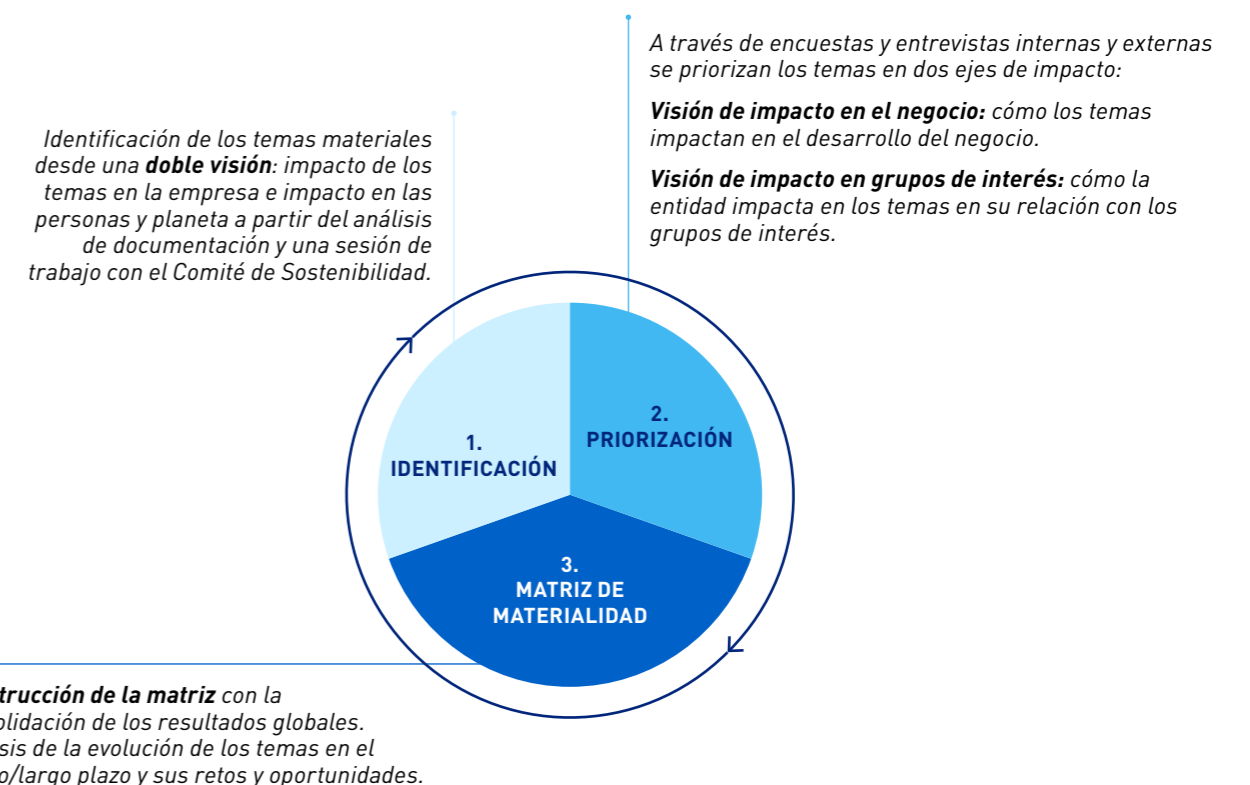 A través de encuestas y entrevistas internas y externas
se priorizan los temas en dos ejes de impacto:
Visión de impacto en el negocio: cómo los temas
impactan en el desarrollo del negocio.
Visión de impacto en grupos de interés: cómo la
entidad impacta en los temas en su relación con los
grupos de interés.
Identificación de los temas materiales
desde una doble visión: impacto de los
temas en la empresa e impacto en las
personas y planeta a partir del análisis
de documentación y una sesión de
trabajo con el Comité de Sostenibilidad.
1.
IDENTIFICACIÓN
2.
PRIORIZACIÓN
3.
MATRIZ DE
MATERIALIDAD
de la matriz con la
de los resultados globales.
de la evolución de los temas en el
plazo y sus retos y oportunidades.